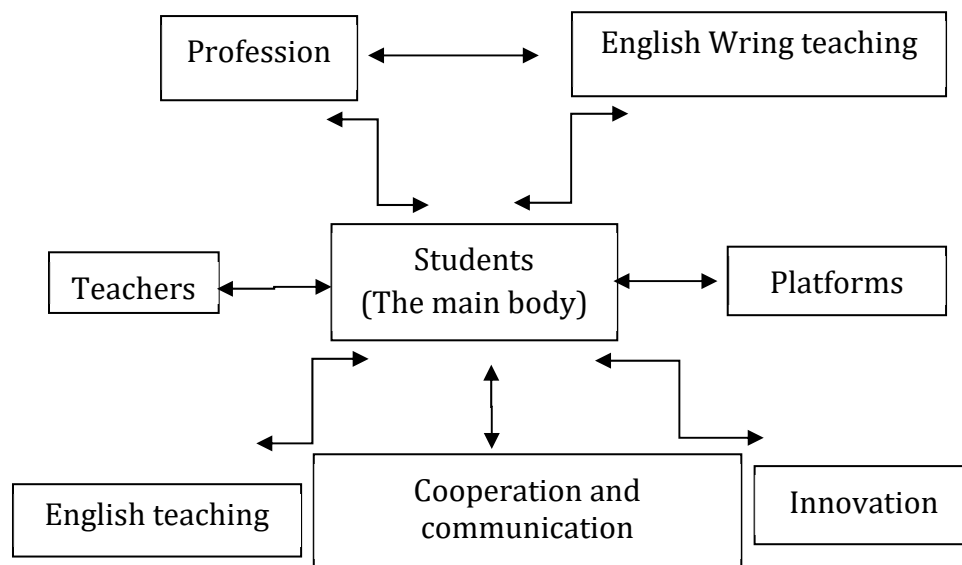 Profession
English Wring teaching
Students
(The main body)
Teachers
Platforms
English teaching
Cooperation and
communication
Innovation